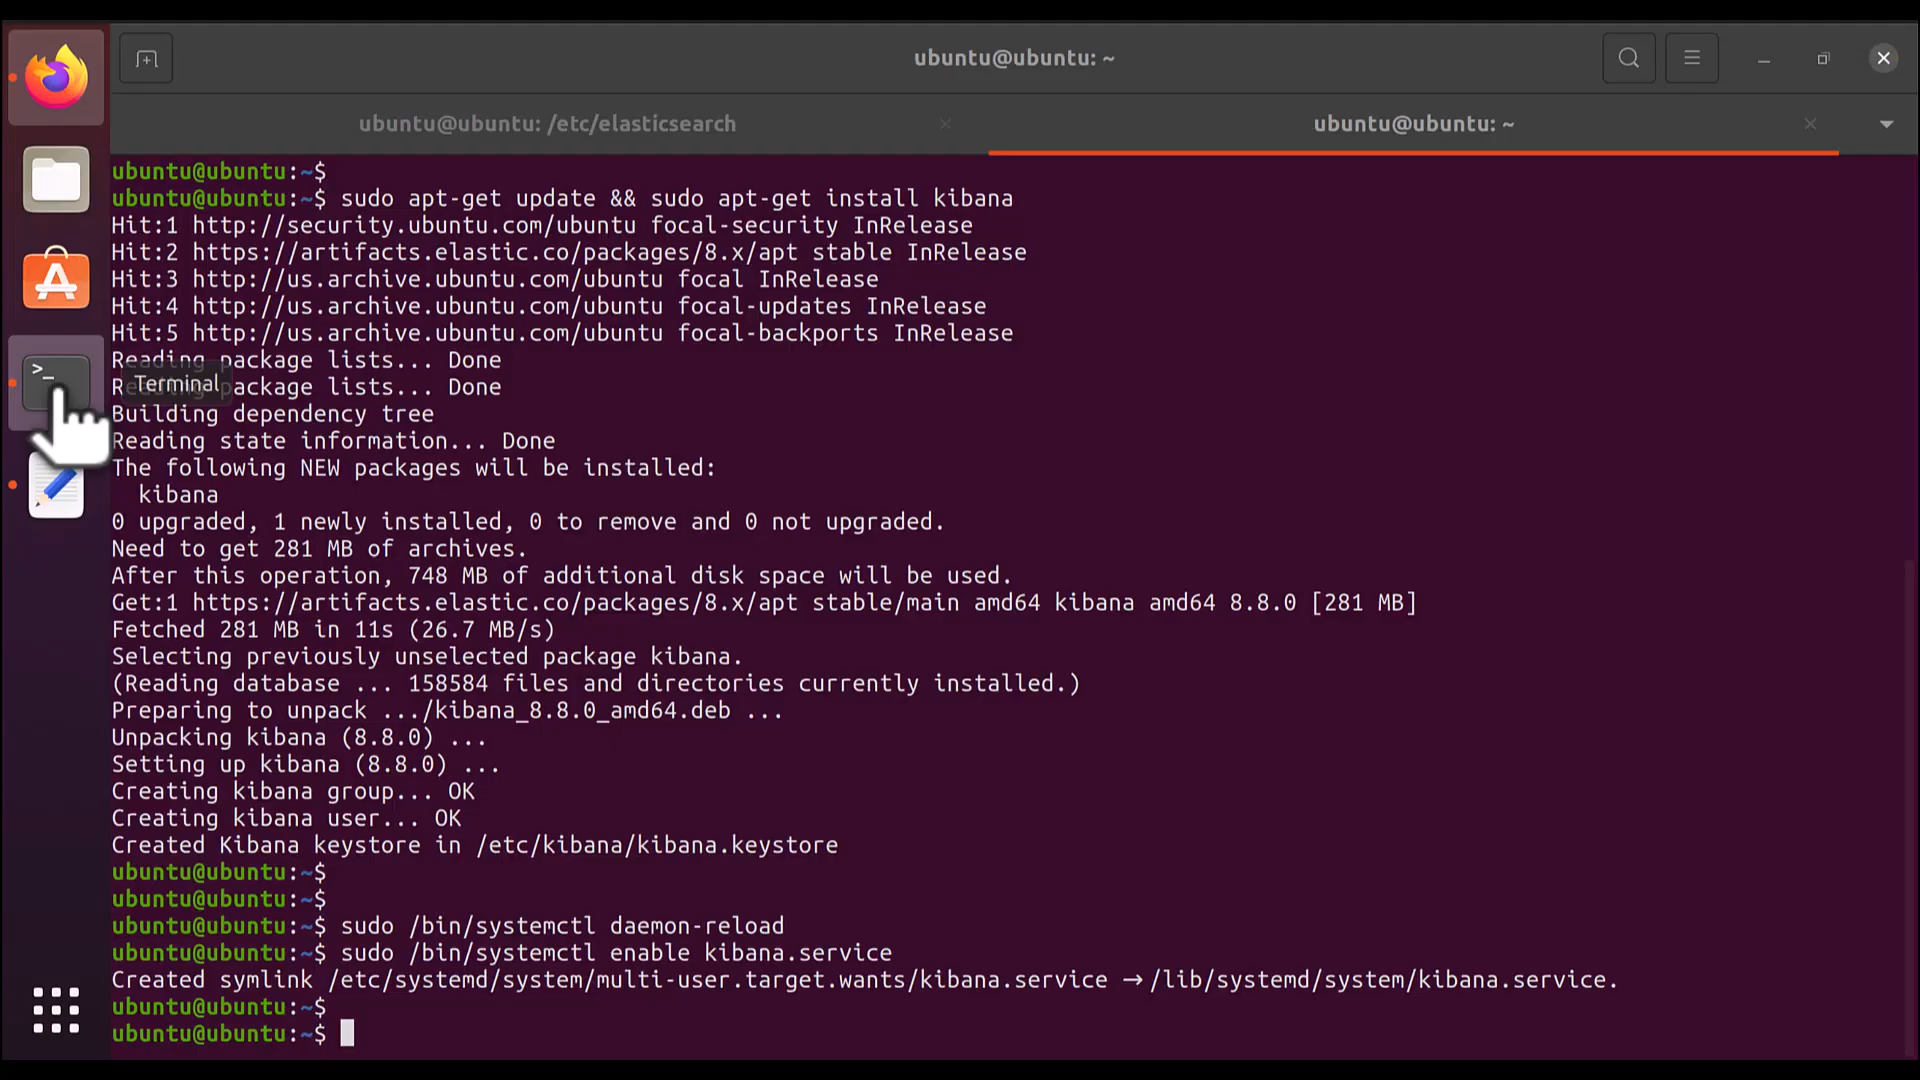 ubuntu@ubuntu: ~
ubuntu@ubuntu: /etc/elasticsearch
ubuntu@ubuntu: ~
ubuntu@ubuntu:~$
ubuntu@ubuntu:~$ sudo apt-get update && sudo apt-get install kibana
Hit:1 http://security.ubuntu.com/ubuntu focal-security InRelease
Hit:2 https://artifacts.elastic.co/packages/8.x/apt stable InRelease
Hit:3 http://us.archive.ubuntu.com/ubuntu focal InRelease
Hit:4 http://us.archive.ubuntu.com/ubuntu focal-updates InRelease
Hit:5 http://us.archive.ubuntu.com/ubuntu focal-backports InRelease
Reading package lists... Done
Terminal
Reading package lists... Done
Building dependency tree
Reading state information... Done
The following NEW packages will be installed:
  kibana
0 upgraded, 1 newly installed, 0 to remove and 0 not upgraded.
Need to get 281 MB of archives.
After this operation, 748 MB of additional disk space will be used.
Get:1 https://artifacts.elastic.co/packages/8.x/apt stable/main amd64 kibana amd64 8.8.0 [281 MB]
Fetched 281 MB in 11s (26.7 MB/s)
Selecting previously unselected package kibana.
(Reading database ... 158584 files and directories currently installed.)
Preparing to unpack .../kibana_8.8.0_amd64.deb ...
Unpacking kibana (8.8.0) ...
Setting up kibana (8.8.0) ...
Creating kibana group... OK
Creating kibana user... OK
Created Kibana keystore in /etc/kibana/kibana.keystore
ubuntu@ubuntu:~$
ubuntu@ubuntu:~$
ubuntu@ubuntu:~$ sudo /bin/systemctl daemon-reload
ubuntu@ubuntu:~$ sudo /bin/systemctl enable kibana.service
Created symlink /etc/systemd/system/multi-user.target.wants/kibana.service → /lib/systemd/system/kibana.service.
ubuntu@ubuntu:~$
ubuntu@ubuntu:~$